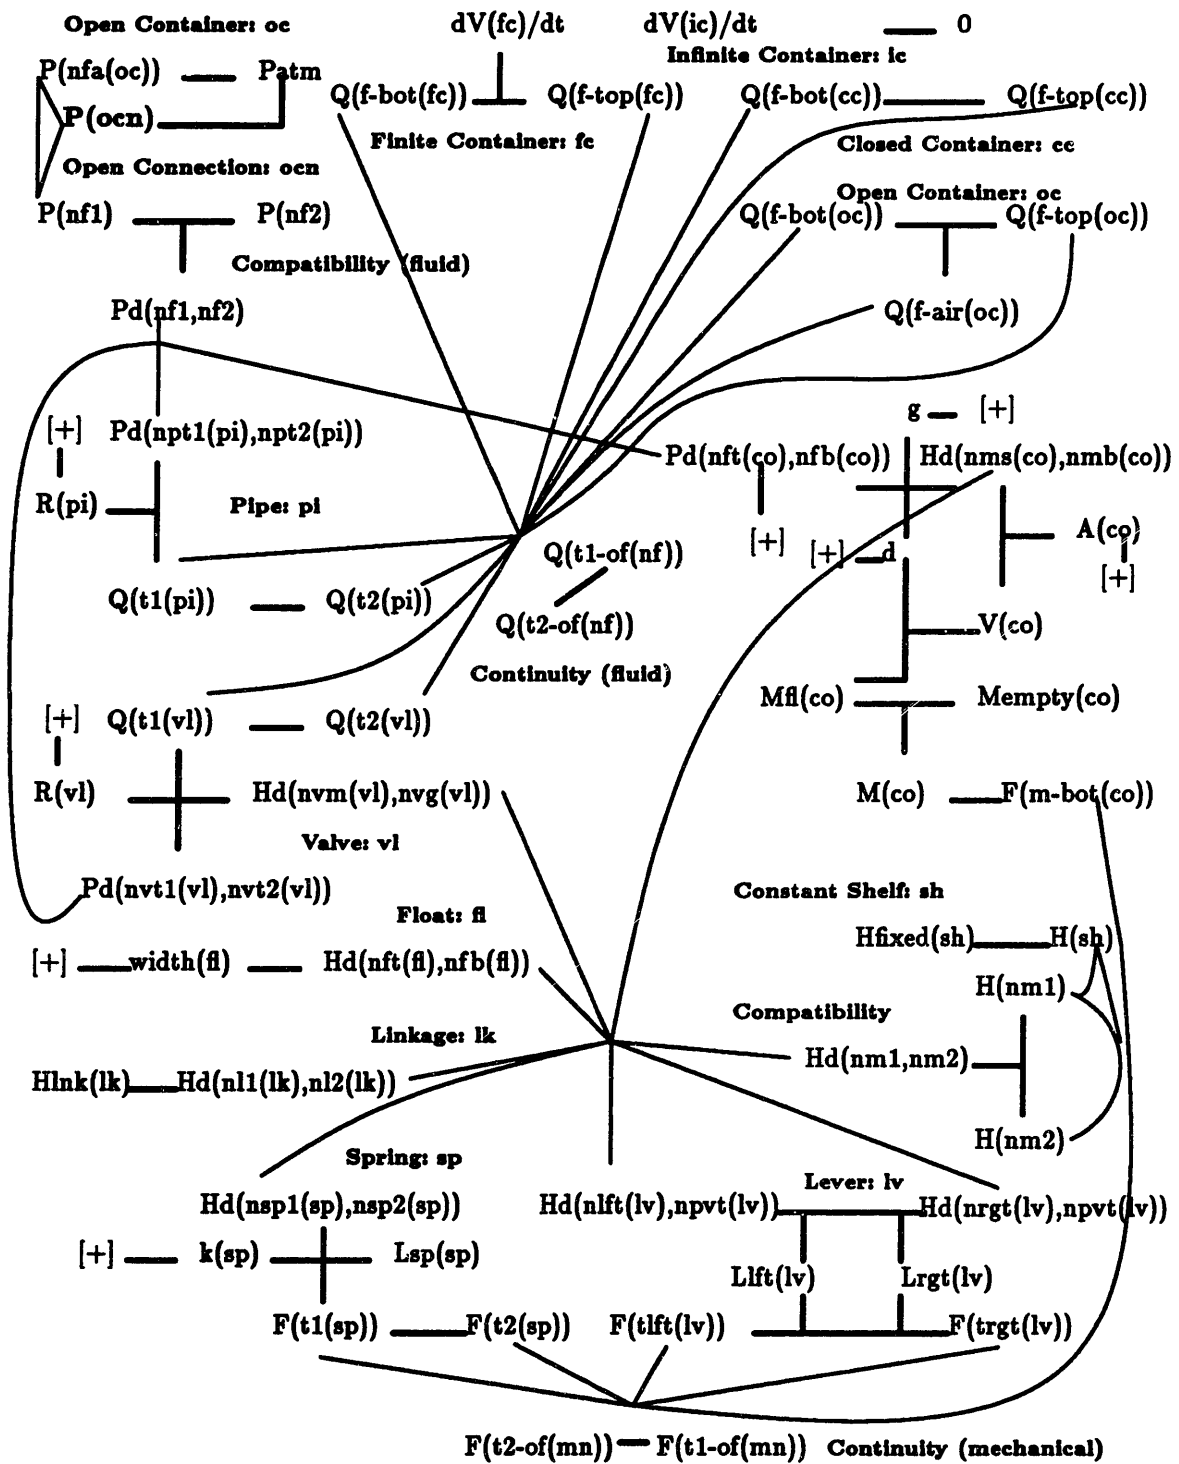 Open Container: oc
dV(fc)/dt
dV(ic)/dt
0
Infinite Container: ic
P(nfa(oc))
Patm
Q(f-bot(fc))
Q(f-top(fc))
Q(f-bot(cc))
Q(f-top(cc))
P(ocn)
Finite Container: fc
Closed Container: cc
Open Connection: ocn
Open Container: oc
P(nf1)
P(nf2)
Q(f-bot(oc))
Q(f-top(oc))
Compatibility (fluid)
Pd(nf1,nf2)
Q(f-air(oc))
g
[+]
[+]
Pd(npt1(pi),npt2(pi))
Pd(nft(co),nfb(co))
Hd(nms(co),nmb(co))
R(pi)
Pipe: pi
A(co)
[+]
[+]
d
Q(t1-of(nf))
[+]
Q(t1(pi))
Q(t2(pi))
Q(t2-of(nf))
V(co)
Continuity (fluid)
Mfl(co)
Mempty(co)
[+]
Q(t1(vl))
Q(t2(vl))
R(vl)
Hd(nvm(vl),nvg(vl))
M(co)
F(m-bot(co))
Valve: vl
Pd(nvt1(vl),nvt2(vl))
Constant Shelf: sh
Float: fl
Hfixed(sh)
H(sh)
[+]
width(fl)
Hd(nft(fl),nfb(fl))
H(nm1)
Compatibility
Linkage: lk
Hd(nm1,nm2)
Hlnk(lk)
Hd(nl1(lk),nl2(lk))
H(nm2)
Spring: sp
Lever: lv
Hd(nsp1(sp),nsp2(sp))
Hd(nlft(lv),npvt(lv))
Hd(nrgt(lv),npvt(lv))
[+]
k(sp)
Lsp(sp)
Llft(lv)
Lrgt(lv)
F(t1(sp))
F(t2(sp))
F(tlft(lv))
F(trgt(lv))
F(t2-of(mn))
F(t1-of(mn))
Continuity (mechanical)